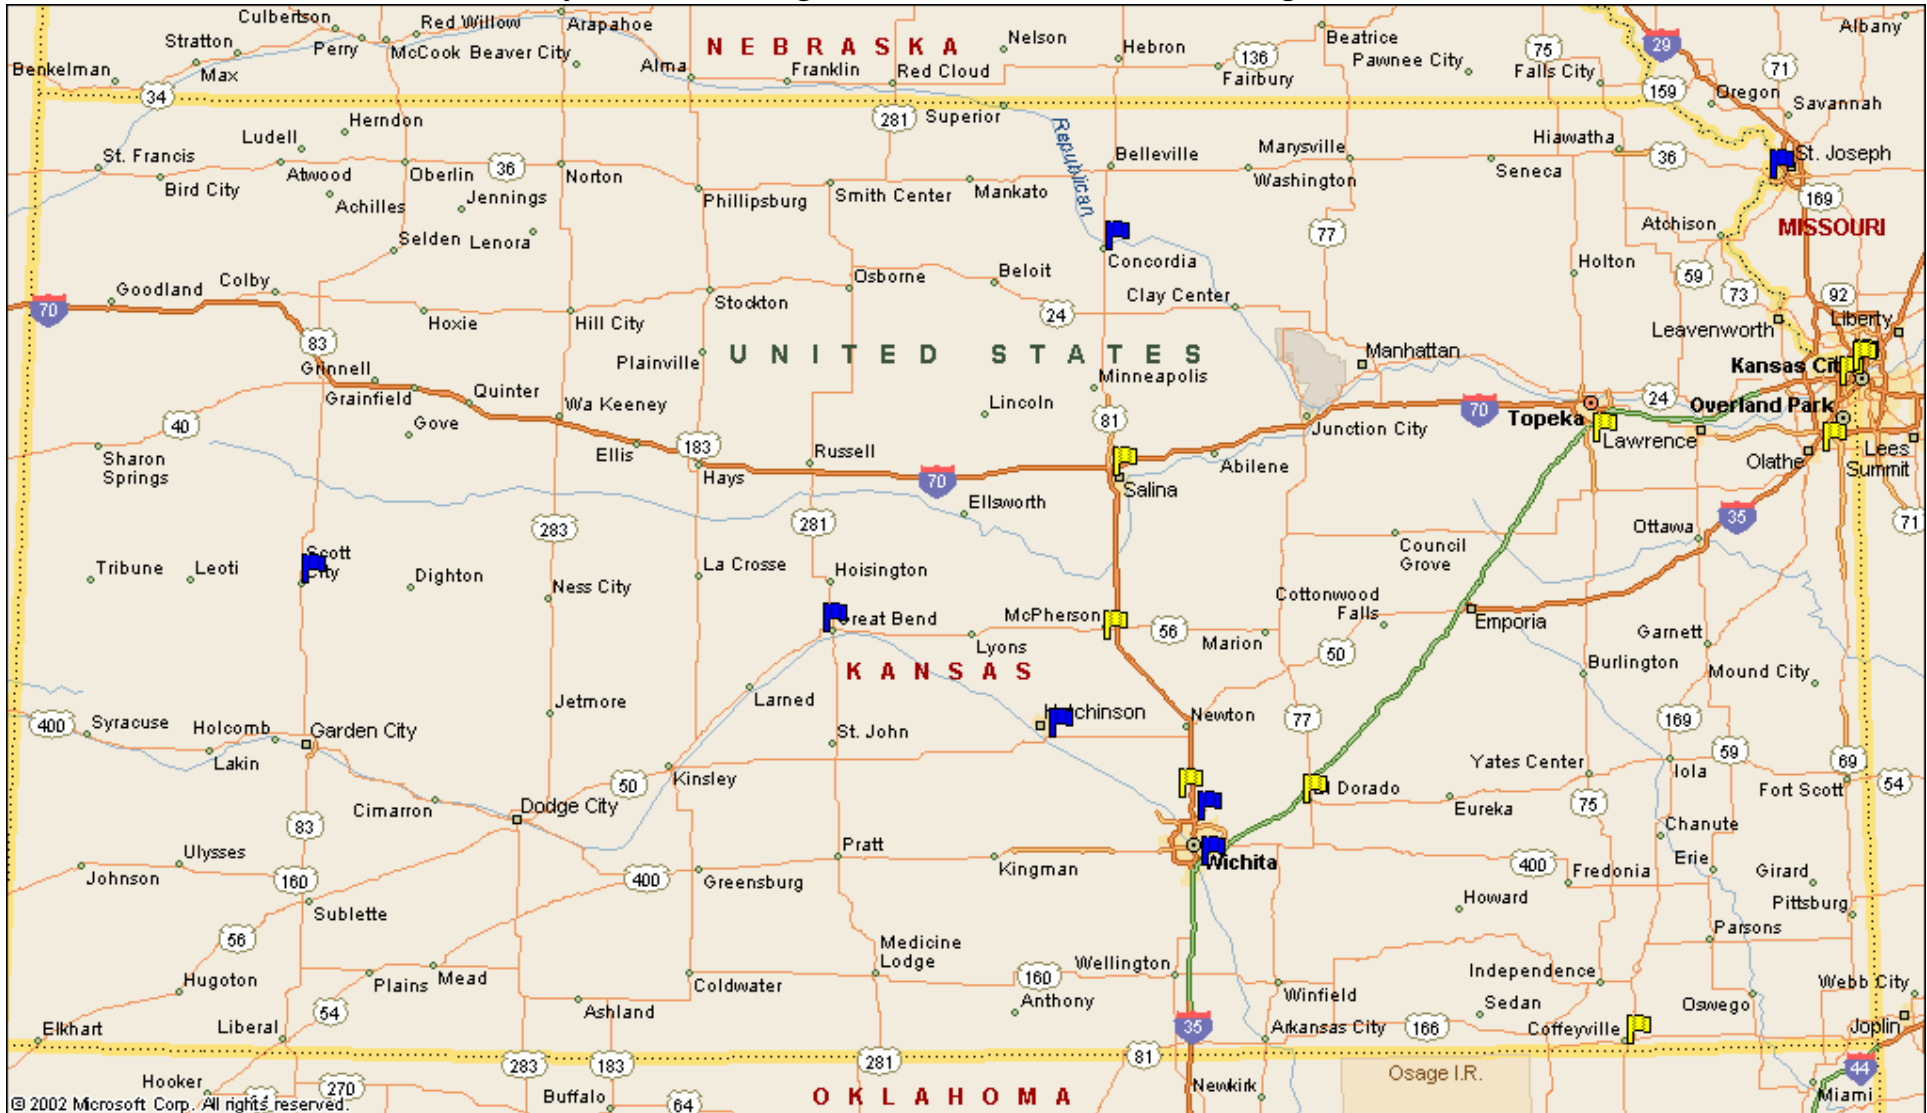 Culbertson
Red Willow
Arapahoe
Stratton
Perry
McCook
Beaver City
NEBRASKA
Nelson
Hebron
Beatrice
Albany
Benkelman
Max
Alma
Franklin
Red Cloud
136
Fairbury
Pawnee City
75
Falls City
29
71
34
281
Superior
159
Oregon
Savannah
Herndon
Ludell
Republican
Hiawatha
36
St. Joseph
St. Francis
Bird City
Atwood
Oberlin
36
Norton
Belleville
Marysville
Washington
Seneca
Achilles
Jennings
Phillipsburg
Smith Center
Mankato
169
Selden
Lenora
77
Atchison
MISSOURI
Goodland
Colby
Stockton
Osborne
Beloit
Concordia
Clay Center
Holton
59
73
92
70
Hoxie
Hill City
24
Leavenworth
Liberty
83
Plainville
UNITED STATES
Manhattan
Grinnell
Grainfield
Quinter
Wa Keeney
Minneapolis
Kansas City
40
Gove
Lincoln
81
70
Topeka
24
Overland Park
Sharon
Springs
Ellis
183
Hays
Russell
Junction City
Lawrence
Olathe
Lees
Summit
70
Abilene
Salina
Ellsworth
283
281
Ottawa
35
71
Scott
City
Council
Grove
Tribune
Leoti
Dighton
Ness City
La Crosse
Hoisington
Cottonwood
Falls
Great Bend
McPherson
56
Marion
Emporia
Garnett
Lyons
50
Burlington
Mound City
KANSAS
Jetmore
Larned
400
Syracuse
Holcomb
Garden City
St. John
Hutchinson
Newton
77
169
Lakin
59
Kinsley
Yates Center
Iola
69
54
50
El Dorado
Fort Scott
Cimarron
Dodge City
Eureka
75
83
Chanute
Ulysses
Pratt
Wichita
400
Erie
Johnson
160
400
Greensburg
Kingman
Fredonia
Girard
Sublette
Howard
Pittsburg
56
Parsons
Medicine
Lodge
Wellington
160
Independence
Hugoton
Plains
Mead
Coldwater
Winfield
Webb City
54
Ashland
Anthony
Sedan
Oswego
Elkhart
Liberal
35
Arkansas City
166
Coffeyville
Joplin
283
183
281
81
Hooker
270
Buffalo
64
OKLAHOMA
Newkirk
Osage I.R.
44
Miami
© 2002 Microsoft Corp. All rights reserved.